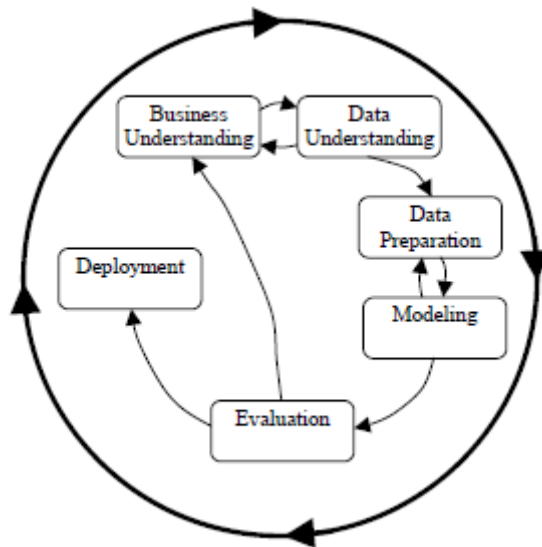 Business
Understanding
Data
Understanding
Data
Preparation
Deployment
Modeling
Evaluation